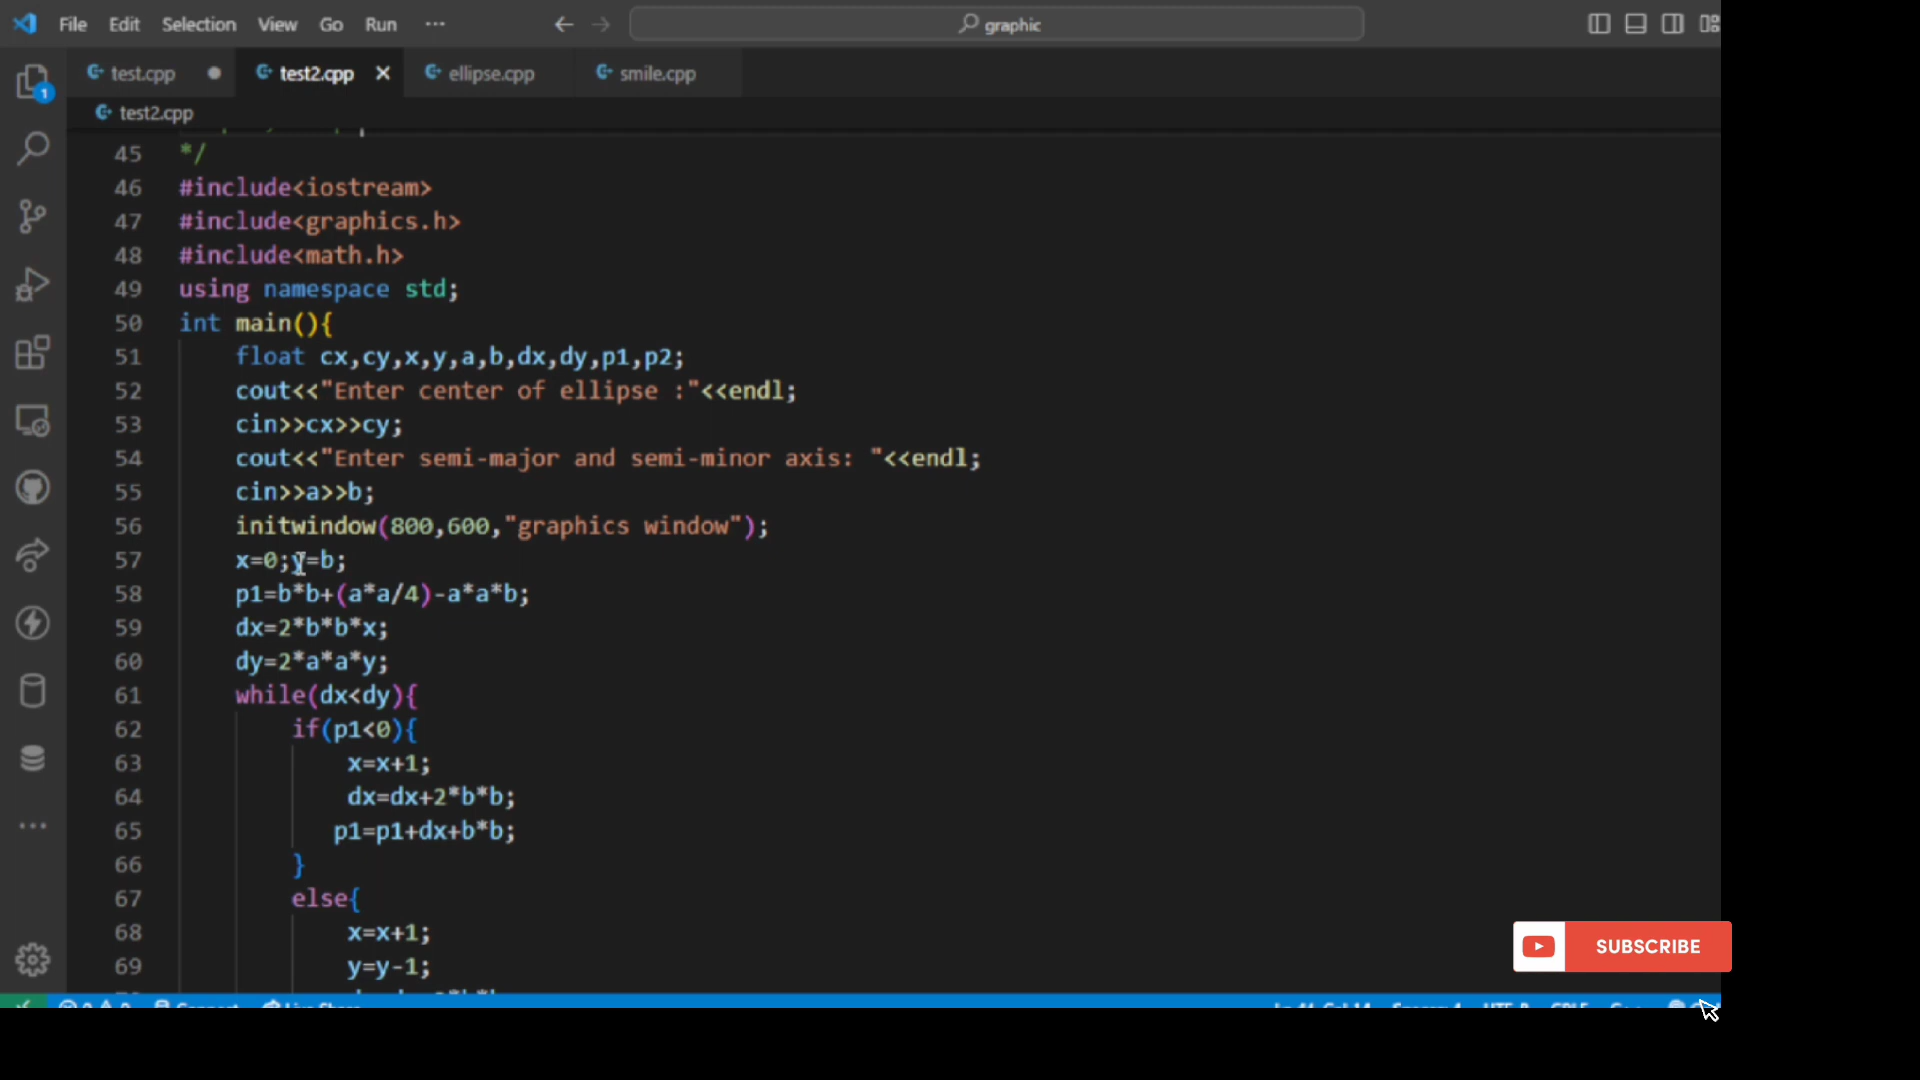 File Edit Selection View Go Run ...
graphic
test.cpp test2.cpp ellipse.cpp smile.cpp
test2.cpp
1
45 */
46 #include<iostream>
47 #include<graphics.h>
48 #include<math.h>
49 using namespace std;
50 int main(){
51 float cx,cy,x,y,a,b,dx,dy,p1,p2;
52 cout<<"Enter center of ellipse :"<<endl;
53 cin>>cx>>cy;
54 cout<<"Enter semi-major and semi-minor axis: "<<endl;
55 cin>>a>>b;
56 initwindow(800,600,"graphics window");
57 x=0;y=b;
58 p1=b*b+(a*a/4)-a*a*b;
59 dx=2*b*b*x;
60 dy=2*a*a*y;
61 while(dx<dy){
62 if(p1<0){
63 x=x+1;
64 dx=dx+2*b*b;
65 p1=p1+dx+b*b;
66 }
67 else{
68 x=x+1;
69 y=y-1;
SUBSCRIBE